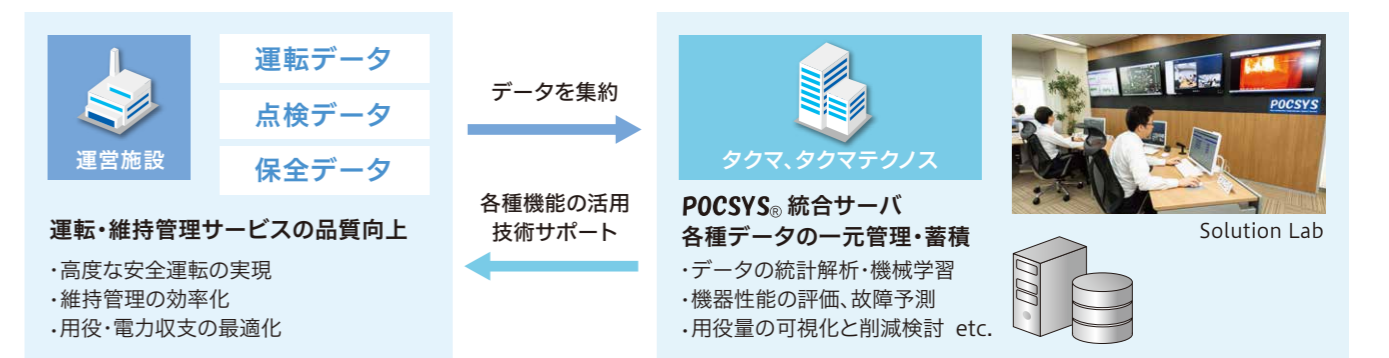 運営施設
運転データ
点検データ
保全データ
運転・維持管理サービスの品質向上
・高度な安全運転の実現
・維持管理の効率化
・用役・電力収支の最適化
データを集約
各種機能の活用
技術サポート
タクマ、タクマテクノス
POCSYS® 統合サーバ
各種データの一元管理・蓄積
・データの統計解析・機械学習
・機器性能の評価、故障予測
・用役量の可視化と削減検討 etc.
POCSYS
Solution Lab